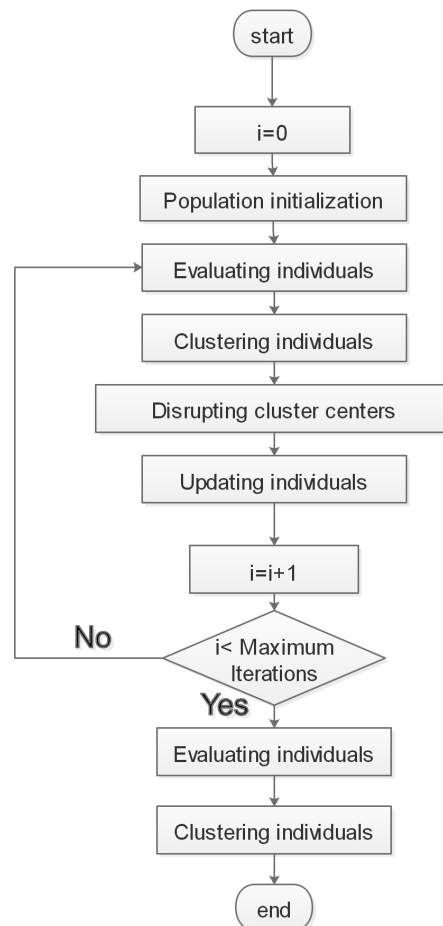 start
i=0
Population initialization
Evaluating individuals
Clustering individuals
Disrupting cluster centers
Updating individuals
i=i+1
i< Maximum
Iterations
No
Yes
Evaluating individuals
Clustering individuals
end